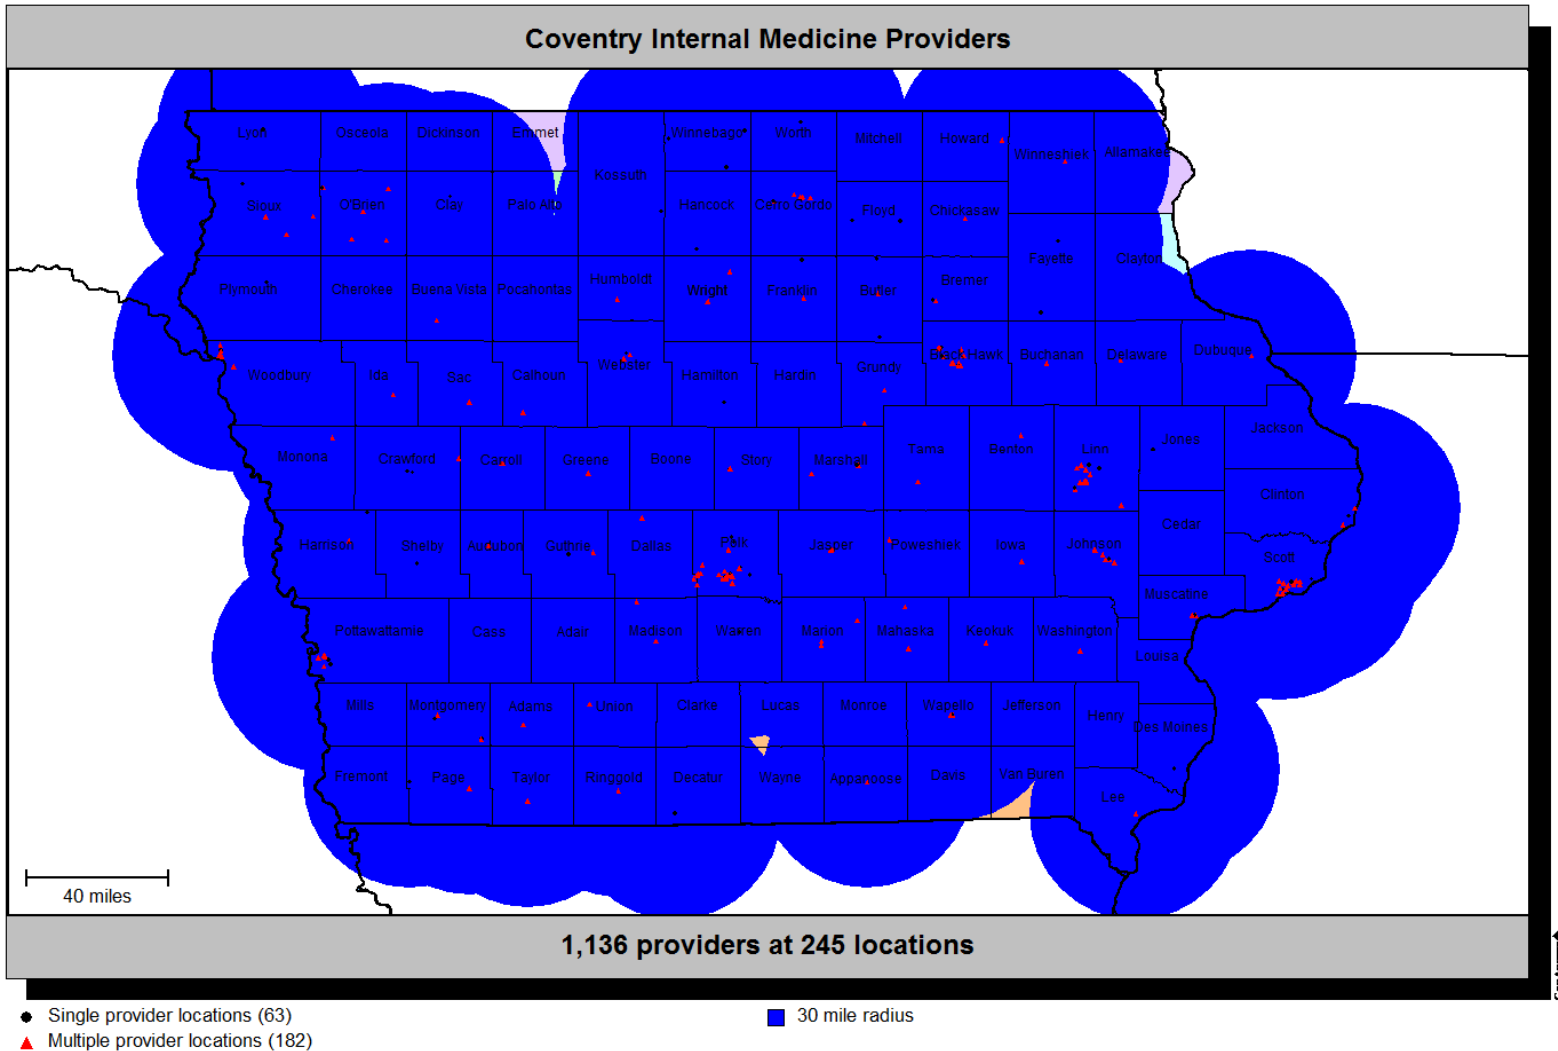 Coventry Internal Medicine Providers
Lyon Osceola Dickinson Emmet Winnebago Worth Mitchell Howard Winneshiek Allamakee
Kossuth
Sioux O'Brien Clay Palo Alto Hancock Cerro Gordo Floyd Chickasaw
Fayette Clayton
Plymouth Cherokee Buena Vista Pocahontas Humboldt Wright Franklin Butler Bremer
Woodbury Ida Sac Calhoun Webster Hamilton Hardin Grundy Black Hawk Buchanan Delaware Dubuque
Monona Crawford Carroll Greene Boone Story Marshall Tama Benton Linn Jones Jackson
Clinton
Cedar
Harrison Shelby Audubon Guthrie Dallas Polk Jasper Poweshiek Iowa Johnson Scott
Muscatine
Pottawattamie Cass Adair Madison Warren Marion Mahaska Keokuk Washington
Louisa
Mills Montgomery Adams Union Clarke Lucas Monroe Wapello Jefferson Henry Des Moines
Fremont Page Taylor Ringgold Decatur Wayne Appanoose Davis Van Buren Lee
40 miles
1,136 providers at 245 locations
Single provider locations (63)
30 mile radius
Multiple provider locations (182)